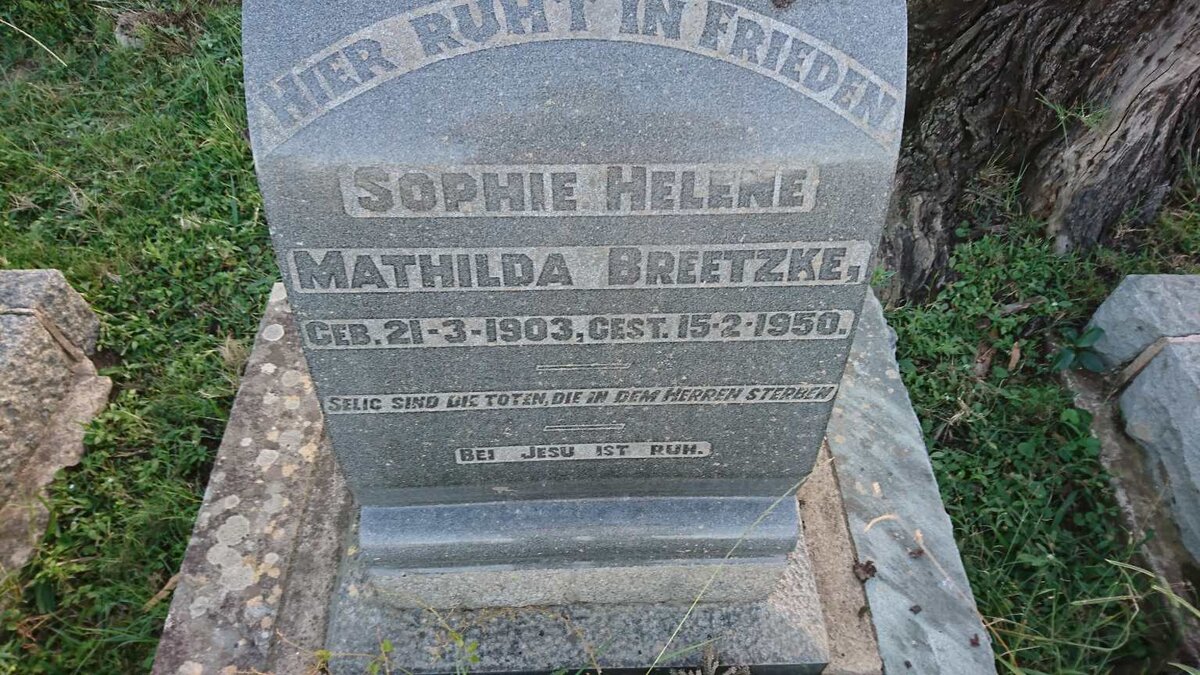 HIER RUHT IN FRIEDEN
SOPHIE HELENE
MATHILDA BREETZKE,
GEB. 21-3-1903, GEST. 15-2-1950.
SELIG SIND DIE TOTEN, DIE IN DEM HERREN STERBEN
BEI JESU IST RUH.